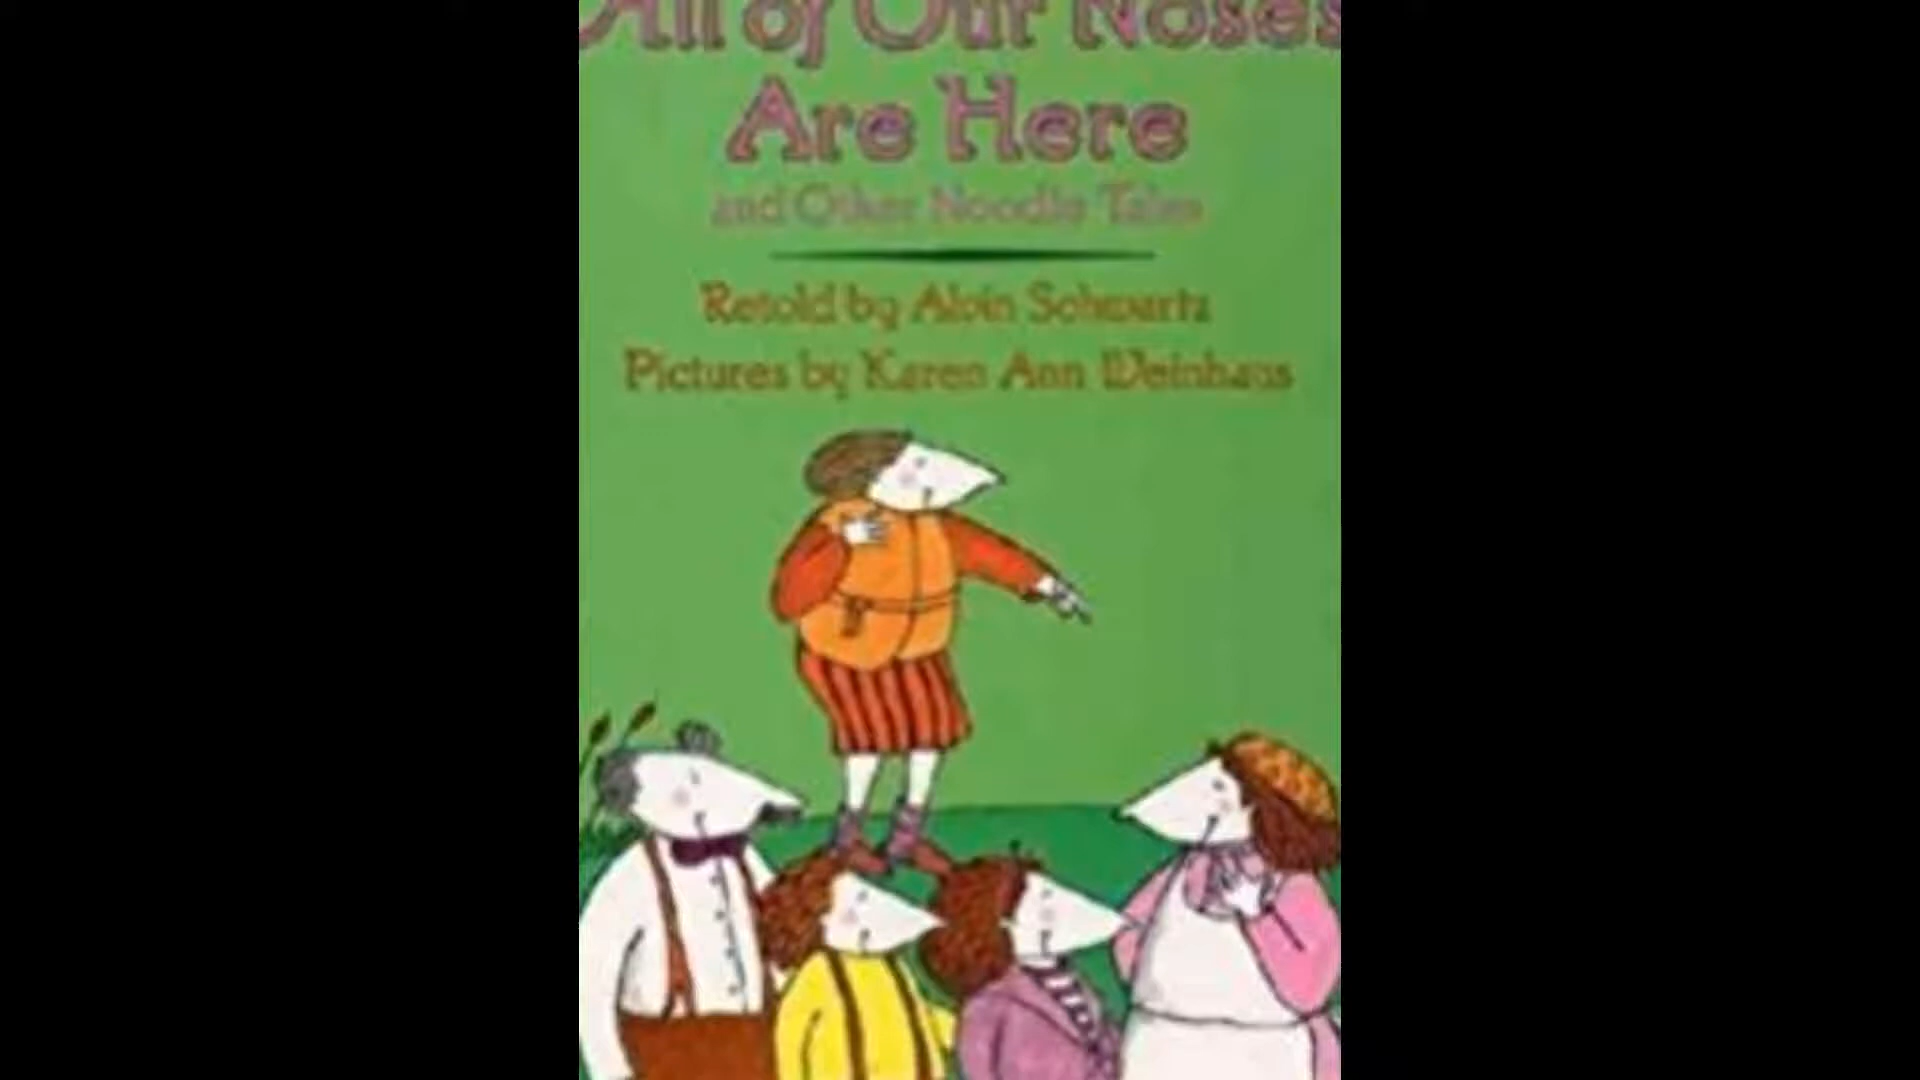 All of Our Noses
Are Here
and Other Noodle Tales
Retold by Alvin Schwartz
Pictures by Karen Ann Weinhaus